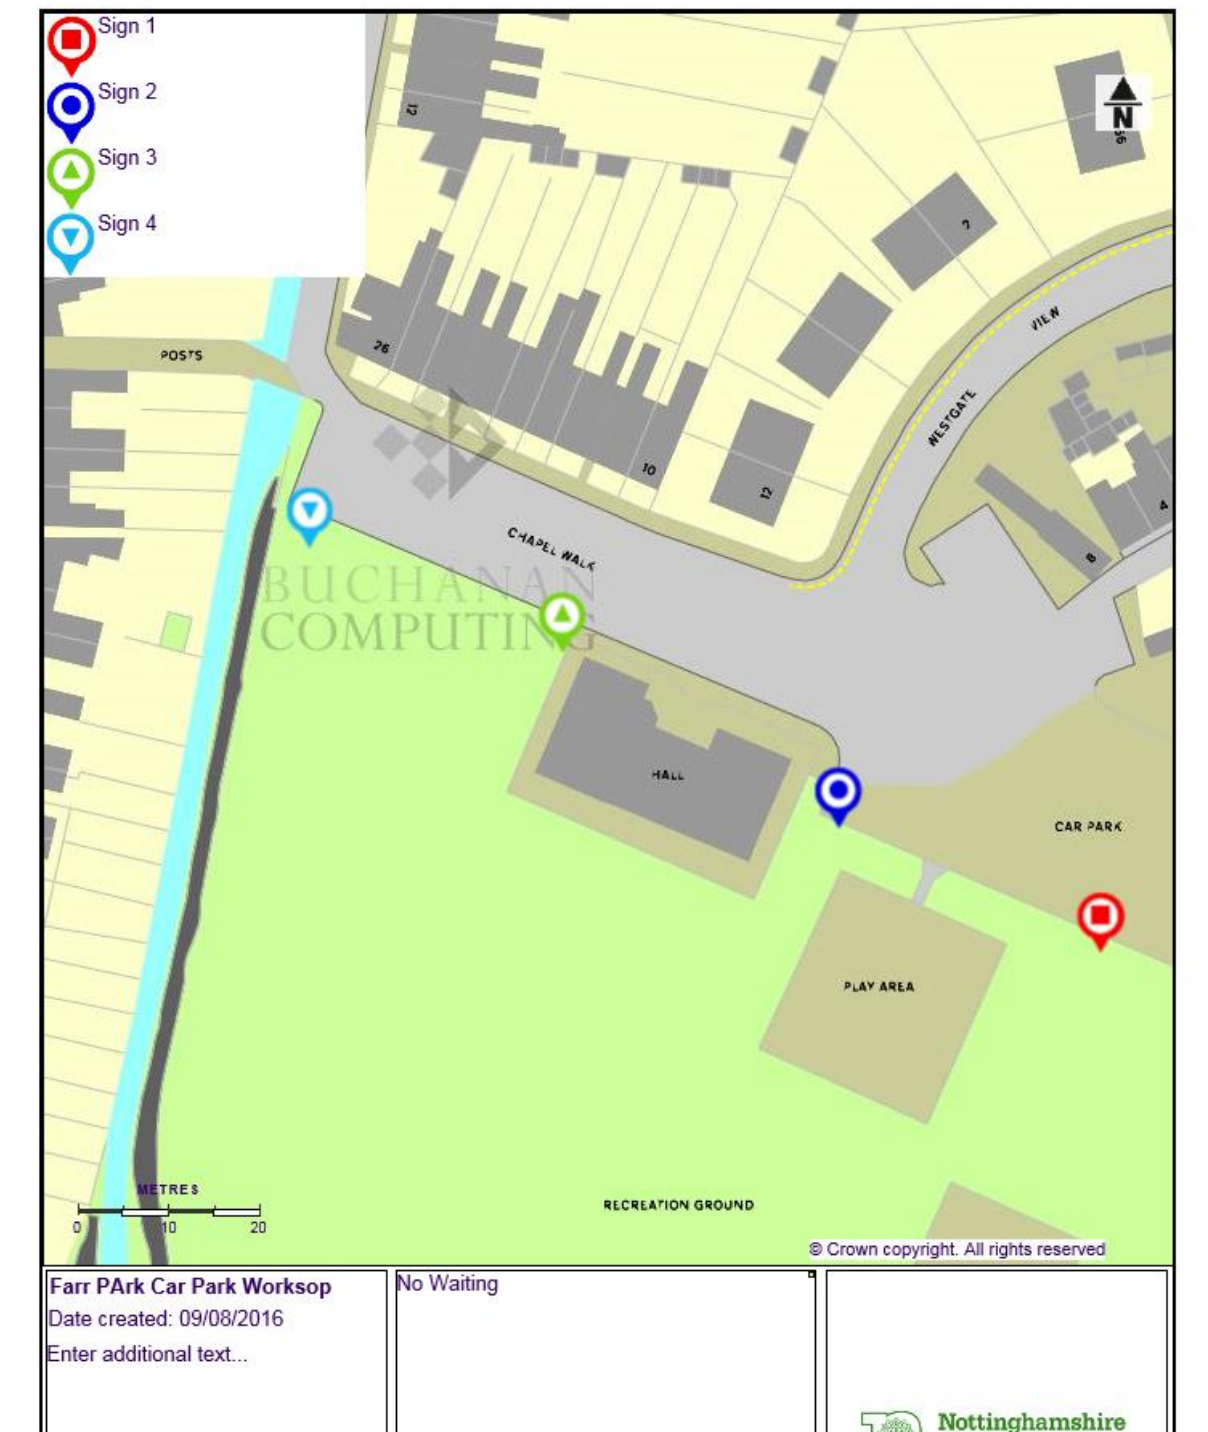 Sign 1
Sign 2
Sign 3
Sign 4
N
12
7
VIEW
POSTS
26
WESTGATE
10
12
4
CHAPEL WALK
8
BUCHANAN
COMPUTING
HALL
CAR PARK
PLAY AREA
METRES
0 10 20
RECREATION GROUND
© Crown copyright. All rights reserved
Farr PArk Car Park Worksop
Date created: 09/08/2016
Enter additional text...
No Waiting
Nottinghamshire